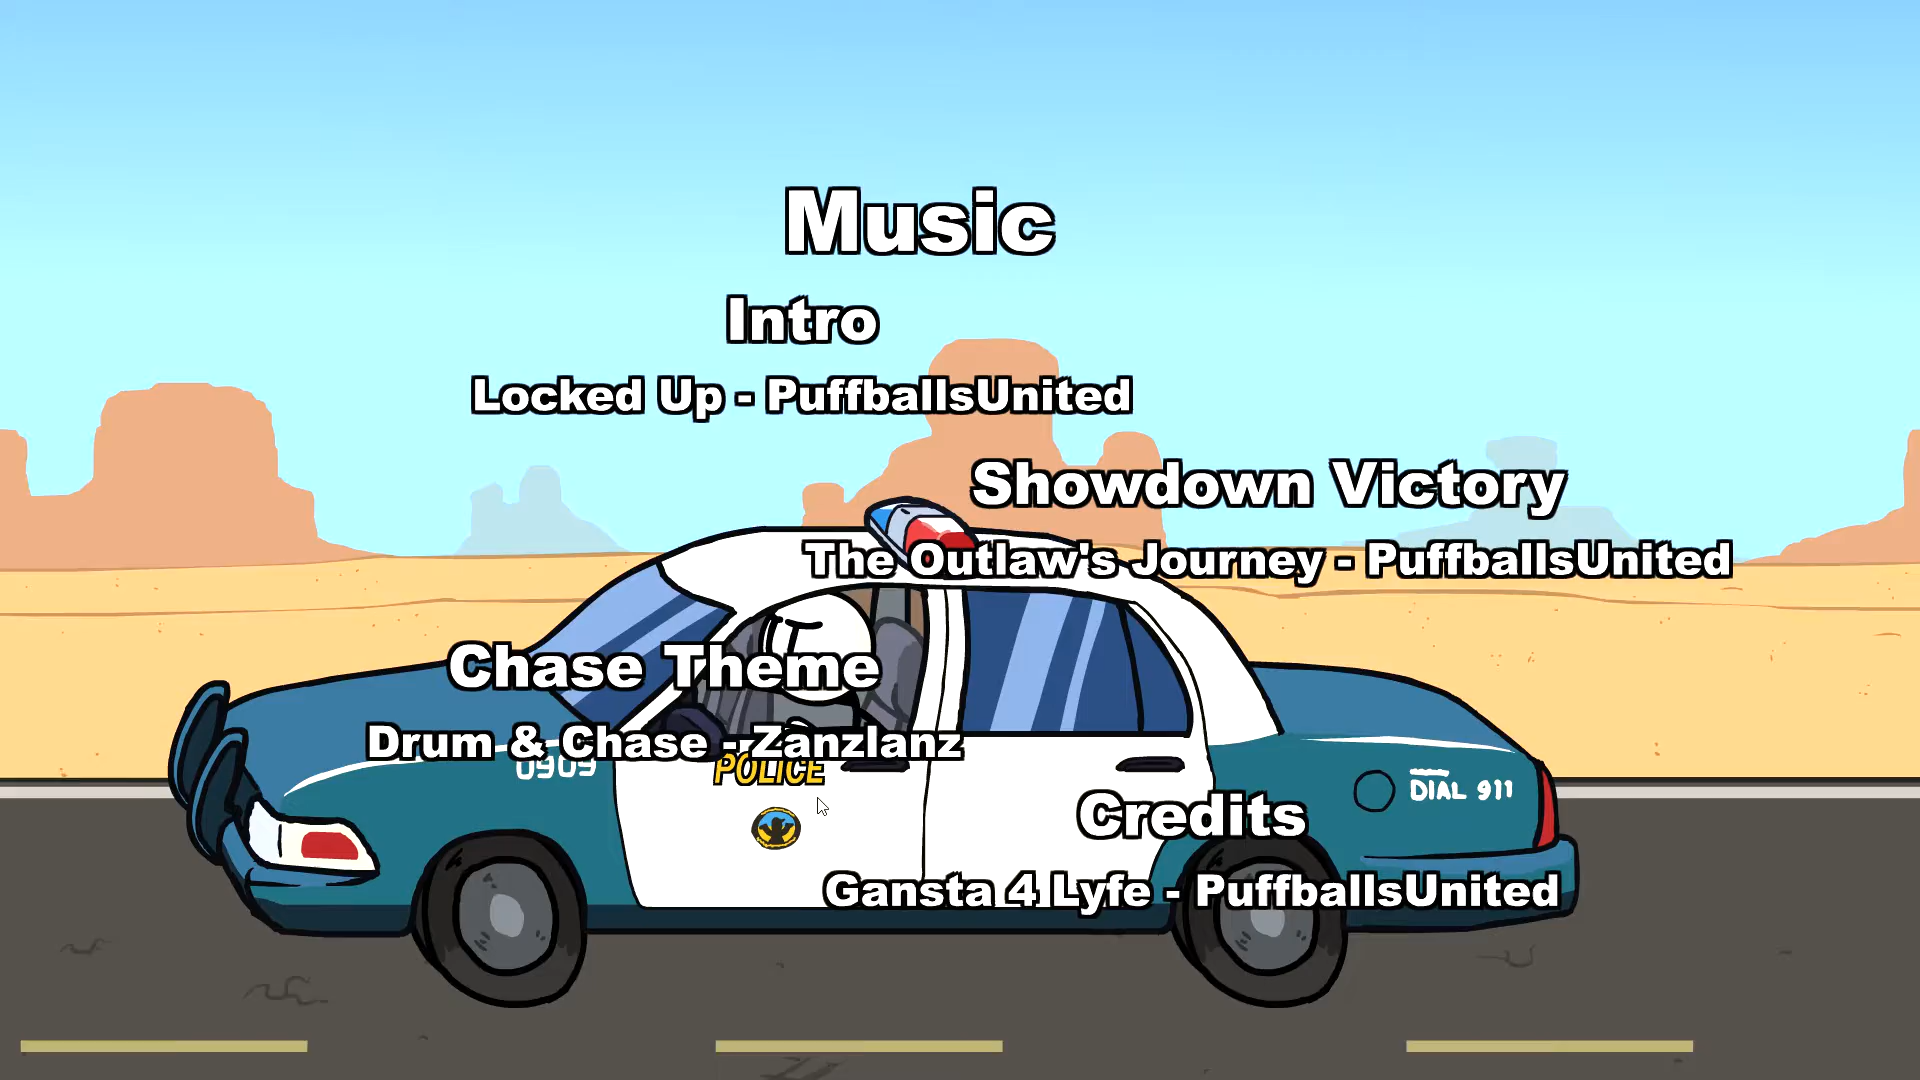 Music
Intro
Locked Up - PuffballsUnited
Showdown Victory
The Outlaw's Journey - PuffballsUnited
Chase Theme
Drum & Chase - Zanzlanz
0909
POLICE
DIAL 911
Credits
Gansta 4 Lyfe - PuffballsUnited